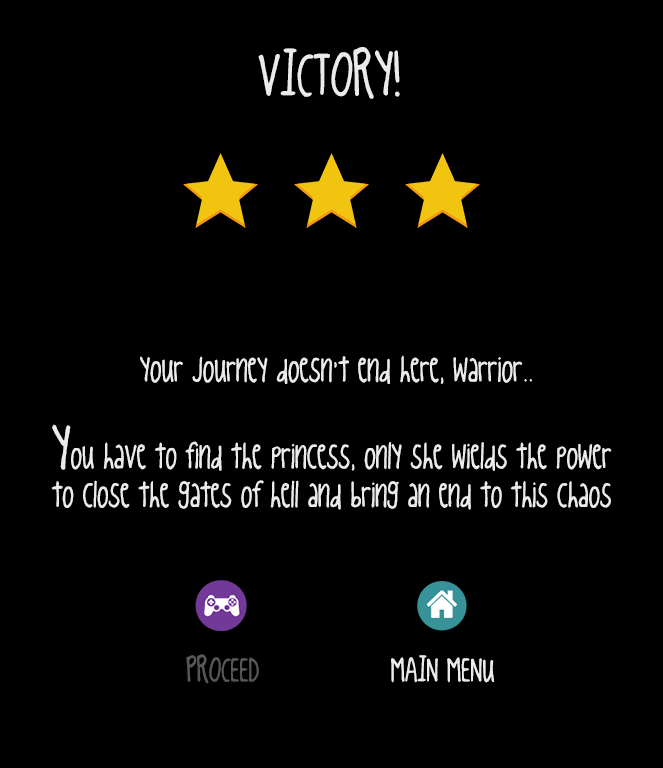 VICTORY!
Your Journey doesn't end here, Warrior..
You have to find the princess, only she wields the power
to close the gates of hell and bring an end to this chaos
PROCEED
MAIN MENU